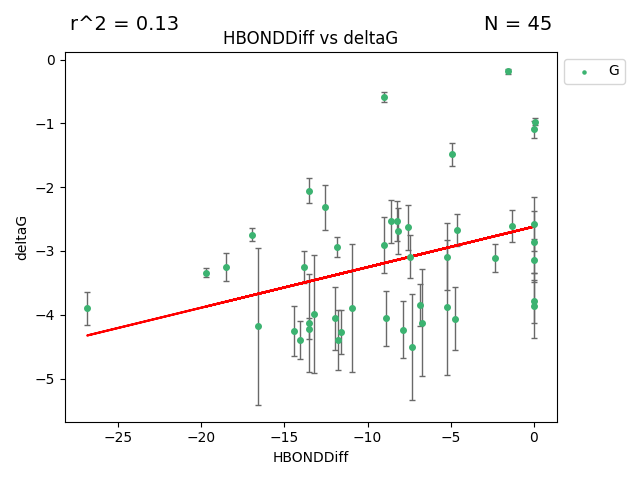 r^2 = 0.13
N = 45
HBONDDiff vs deltaG
G
deltaG
0
−1
−2
−3
−4
−5
−25
−20
−15
−10
−5
0
HBONDDiff